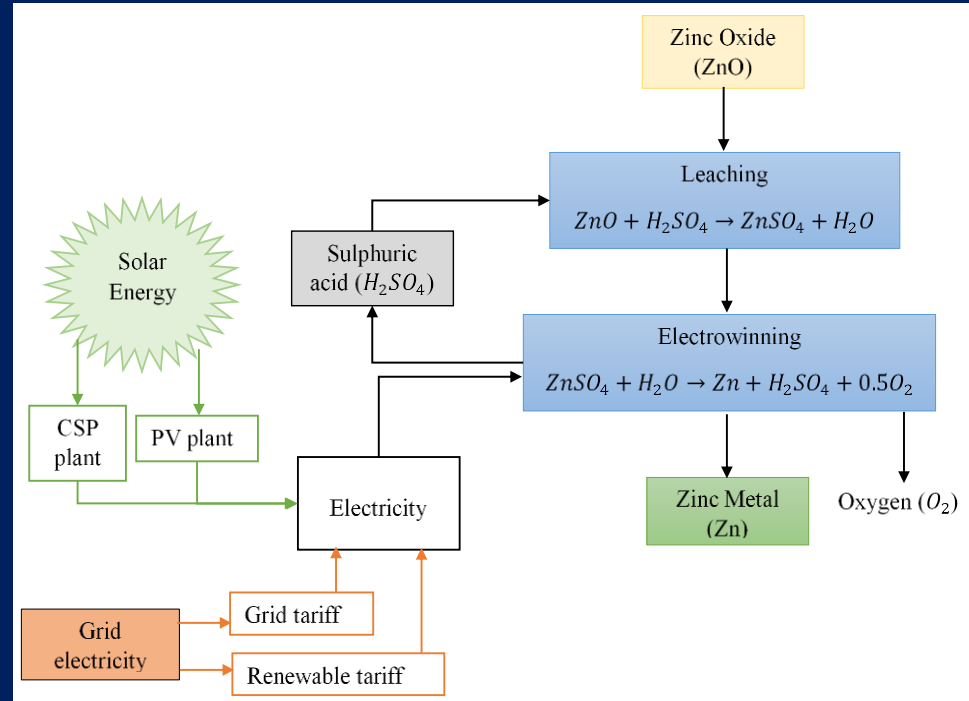 Zinc Oxide
(ZnO)
Leaching
ZnO + H₂SO₄ → ZnSO₄ + H₂O
Sulphuric
acid (H₂SO₄)
Solar
Energy
Electrowinning
ZnSO₄ + H₂O → Zn + H₂SO₄ + 0.5O₂
CSP
plant
PV plant
Electricity
Zinc Metal
(Zn)
Oxygen (O₂)
Grid
electricity
Grid tariff
Renewable tariff